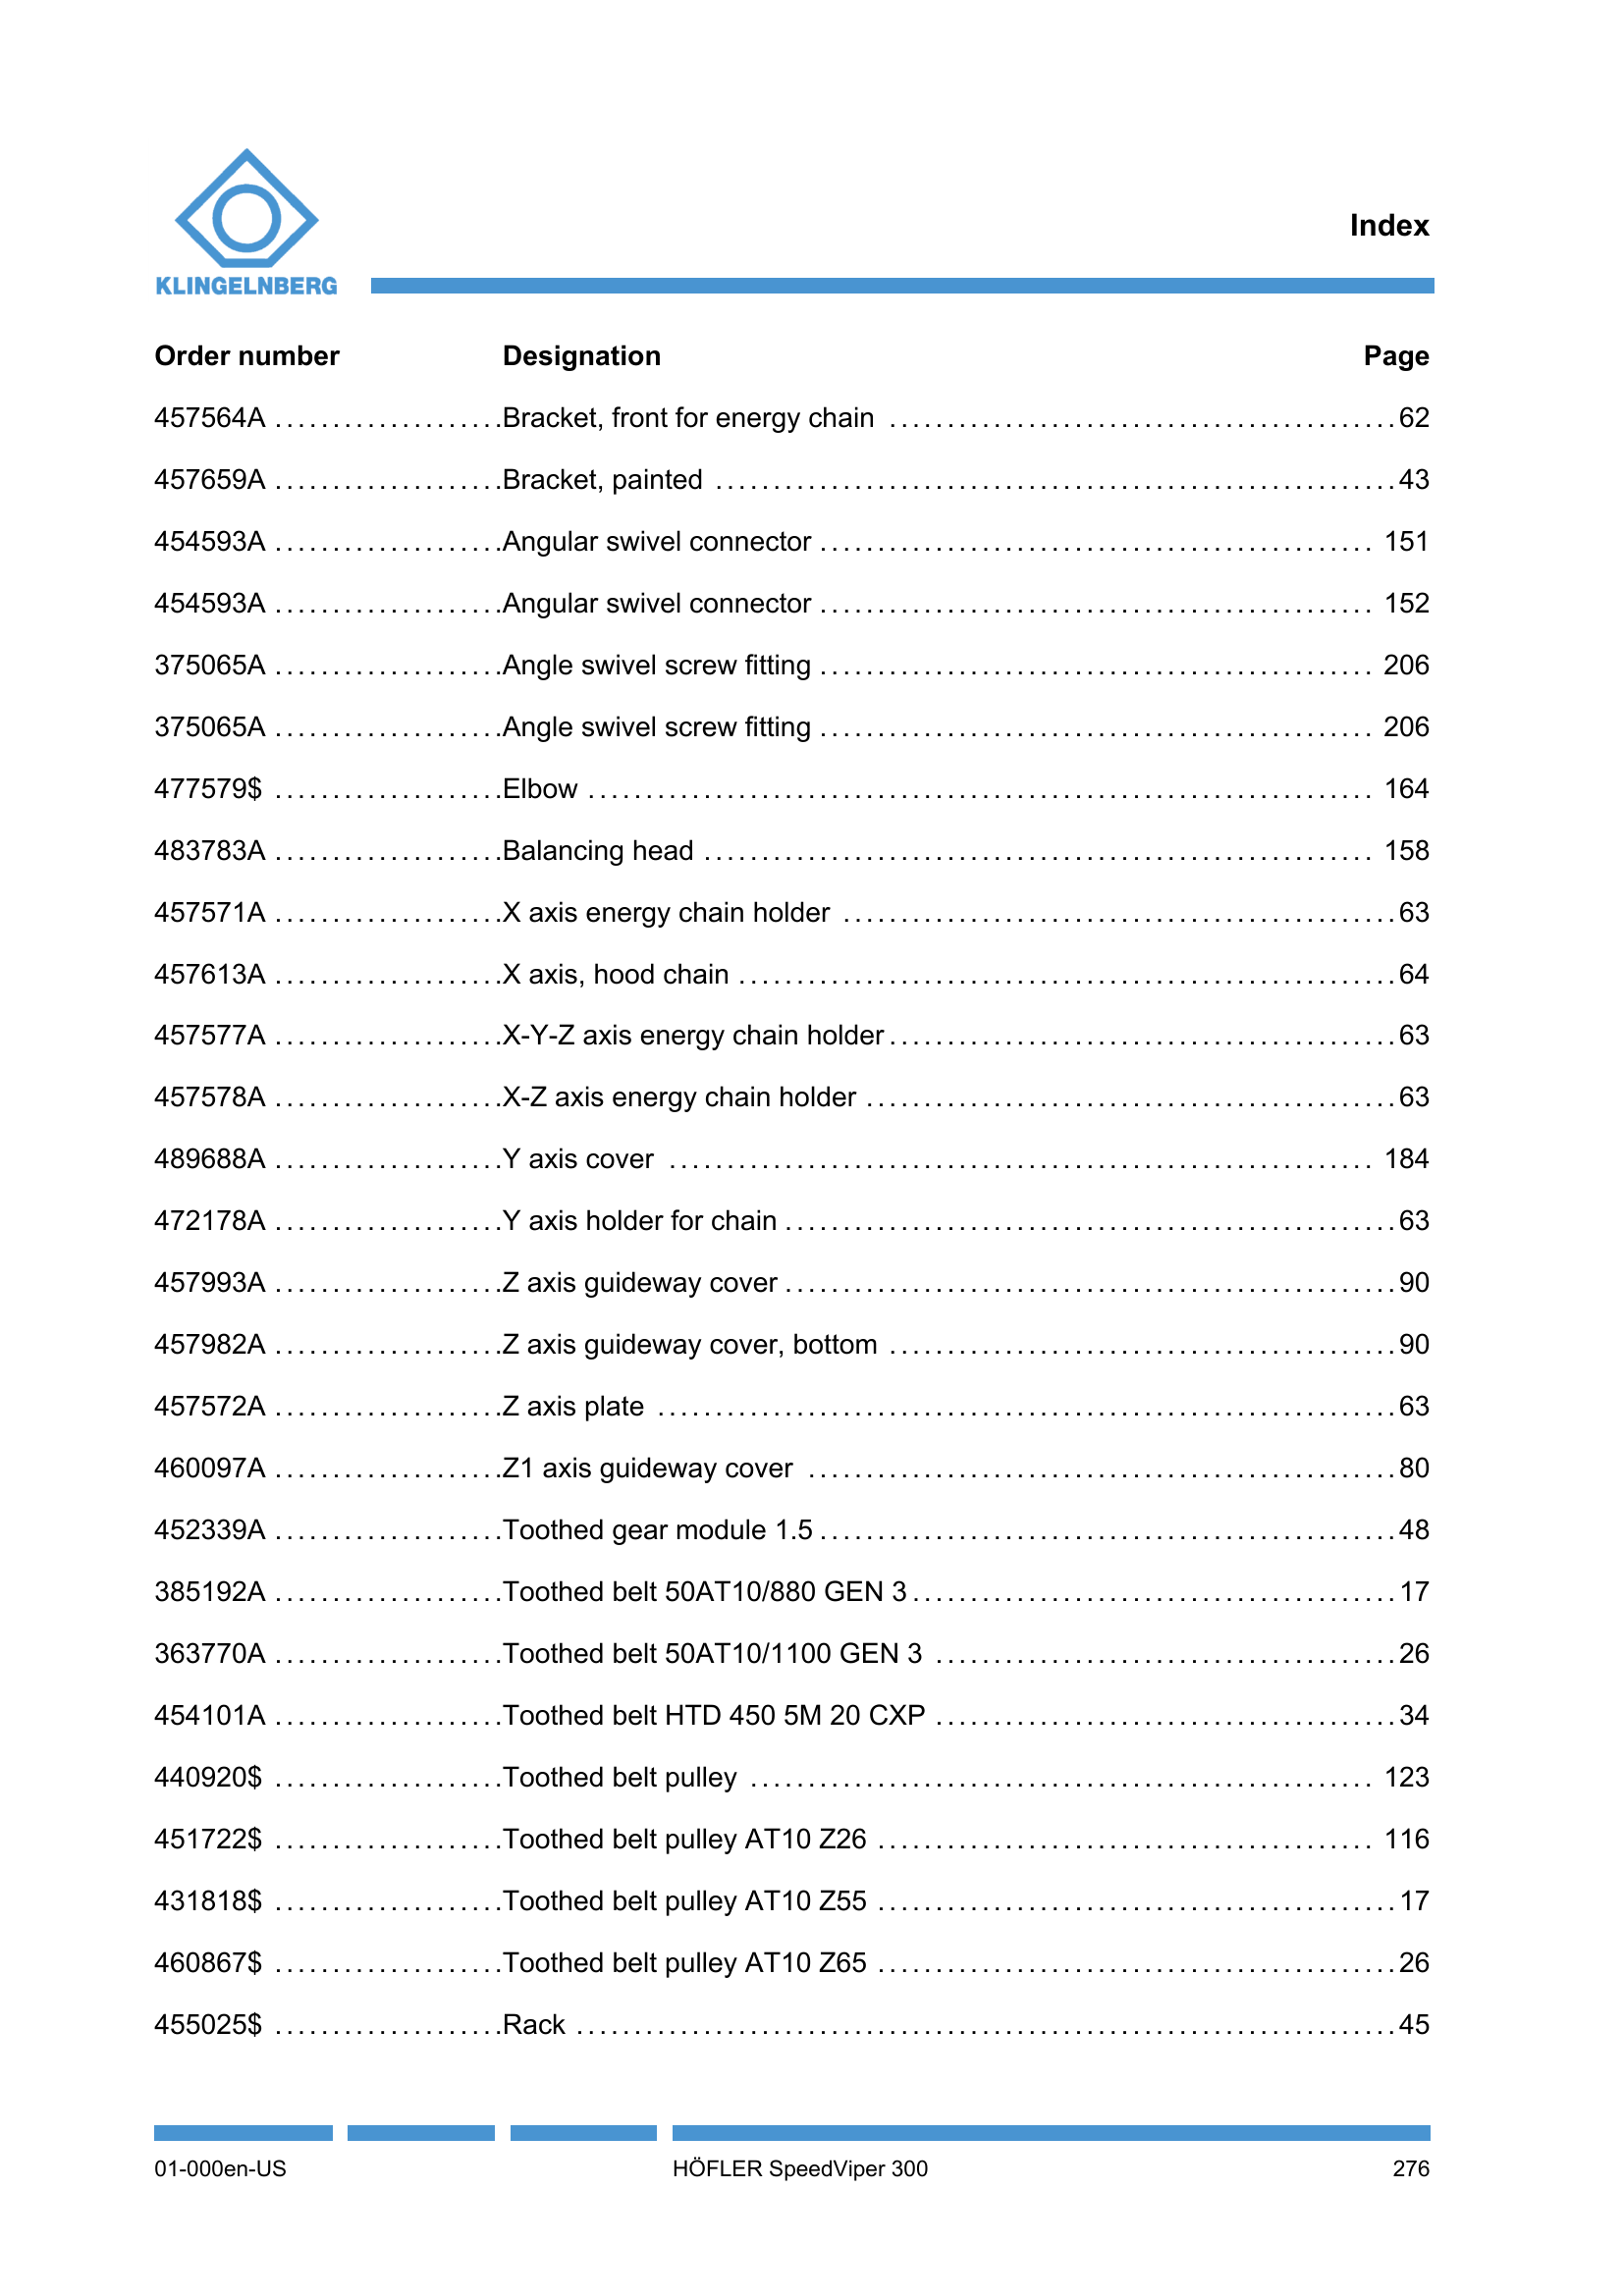 KLINGELNBERG
Index
Order number Designation Page
457564A ....................Bracket, front for energy chain ............................................62
457659A ....................Bracket, painted ...........................................................43
454593A ....................Angular swivel connector ................................................ 151
454593A ....................Angular swivel connector ................................................ 152
375065A ....................Angle swivel screw fitting ................................................ 206
375065A ....................Angle swivel screw fitting ................................................ 206
477579$ ....................Elbow .................................................................... 164
483783A ....................Balancing head .......................................................... 158
457571A ....................X axis energy chain holder ................................................63
457613A ....................X axis, hood chain .........................................................64
457577A ....................X-Y-Z axis energy chain holder............................................63
457578A ....................X-Z axis energy chain holder ..............................................63
489688A ....................Y axis cover ............................................................. 184
472178A ....................Y axis holder for chain .....................................................63
457993A ....................Z axis guideway cover .....................................................90
457982A ....................Z axis guideway cover, bottom ............................................90
457572A ....................Z axis plate ................................................................63
460097A ....................Z1 axis guideway cover ...................................................80
452339A ....................Toothed gear module 1.5 ..................................................48
385192A ....................Toothed belt 50AT10/880 GEN 3..........................................17
363770A ....................Toothed belt 50AT10/1100 GEN 3 ........................................26
454101A ....................Toothed belt HTD 450 5M 20 CXP ........................................34
440920$ ....................Toothed belt pulley ...................................................... 123
451722$ ....................Toothed belt pulley AT10 Z26 ........................................... 116
431818$ ....................Toothed belt pulley AT10 Z55 .............................................17
460867$ ....................Toothed belt pulley AT10 Z65 .............................................26
455025$ ....................Rack .......................................................................45
01-000en-US HÖFLER SpeedViper 300 276